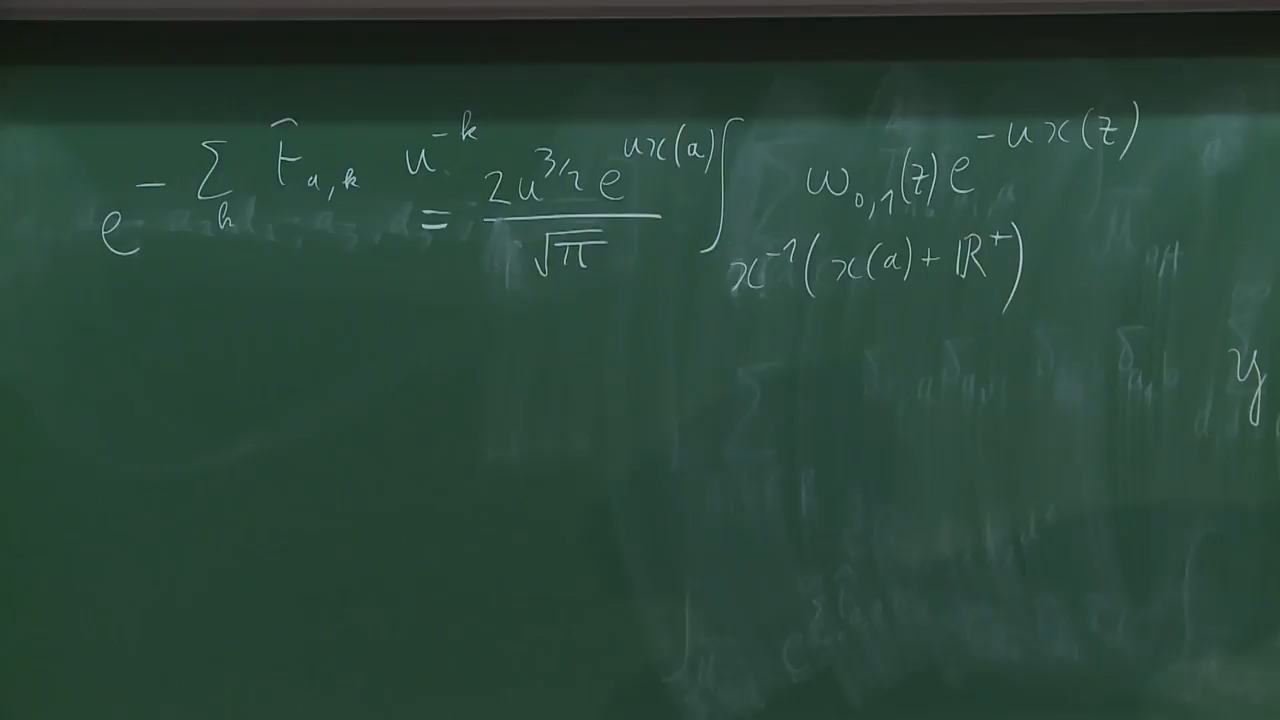 e^{-\sum_k \hat{t}_{a,k} u^{-k}} = \frac{2u^{3/2} e^{ux(a)}}{\sqrt{\pi}} \int_{x^{-1}(x(a)+\mathbb{R}^+)} \omega_{0,1}(z) e^{-ux(z)}
y